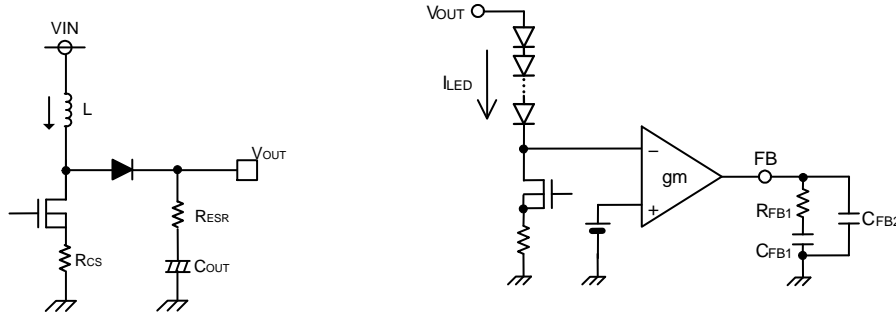 VIN
L
VOUT
RESR
RCS
COUT
VOUT
ILED
−
gm
+
FB
RFB1
CFB2
CFB1